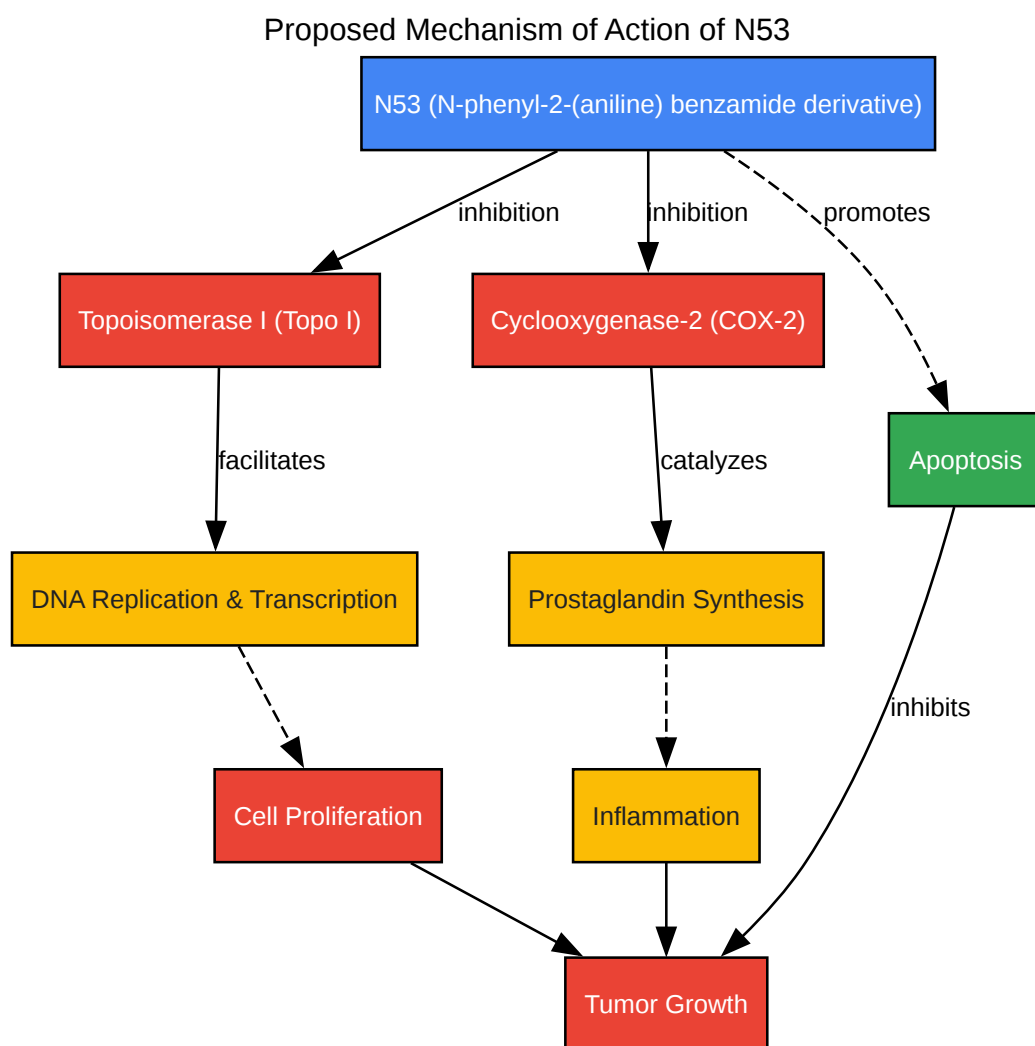 Proposed Mechanism of Action of N53
N53 (N-phenyl-2-(aniline) benzamide derivative)
inhibition
inhibition
promotes
Topoisomerase I (Topo I)
Cyclooxygenase-2 (COX-2)
facilitates
catalyzes
Apoptosis
DNA Replication & Transcription
Prostaglandin Synthesis
inhibits
Cell Proliferation
Inflammation
Tumor Growth